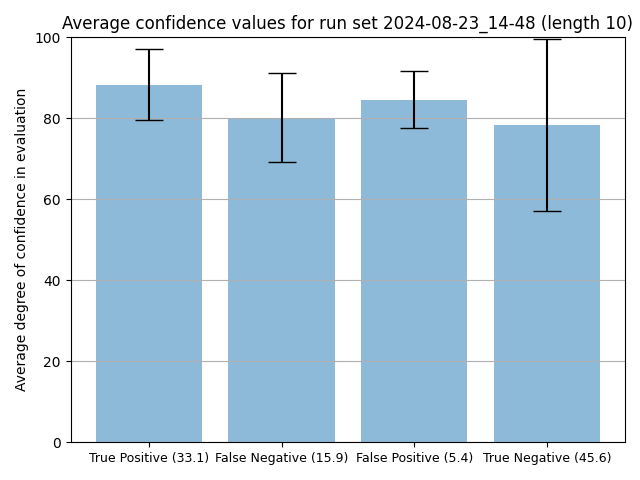 Average confidence values for run set 2024-08-23_14-48 (length 10)
Average degree of confidence in evaluation
100
80
60
40
20
0
True Positive (33.1) False Negative (15.9) False Positive (5.4) True Negative (45.6)